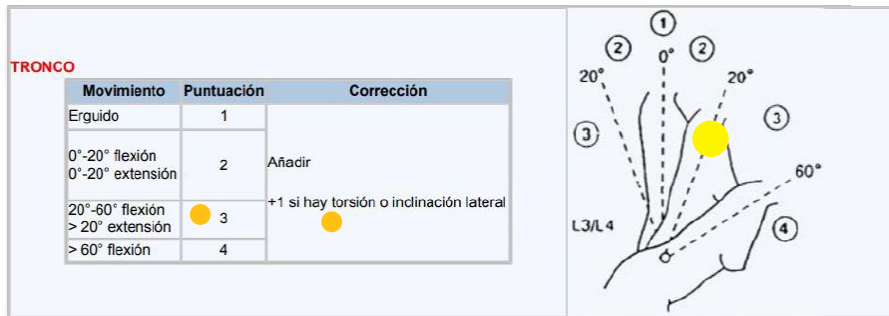 TRONCO
Movimiento Puntuación Corrección
Erguido 1
0°-20° flexión
0°-20° extensión
2
Añadir
+1 si hay torsión o inclinación lateral
20°-60° flexión
> 20° extensión
3
> 60° flexión 4
1
2 0° 2
20° 20°
3 3
60°
L3/L4
4